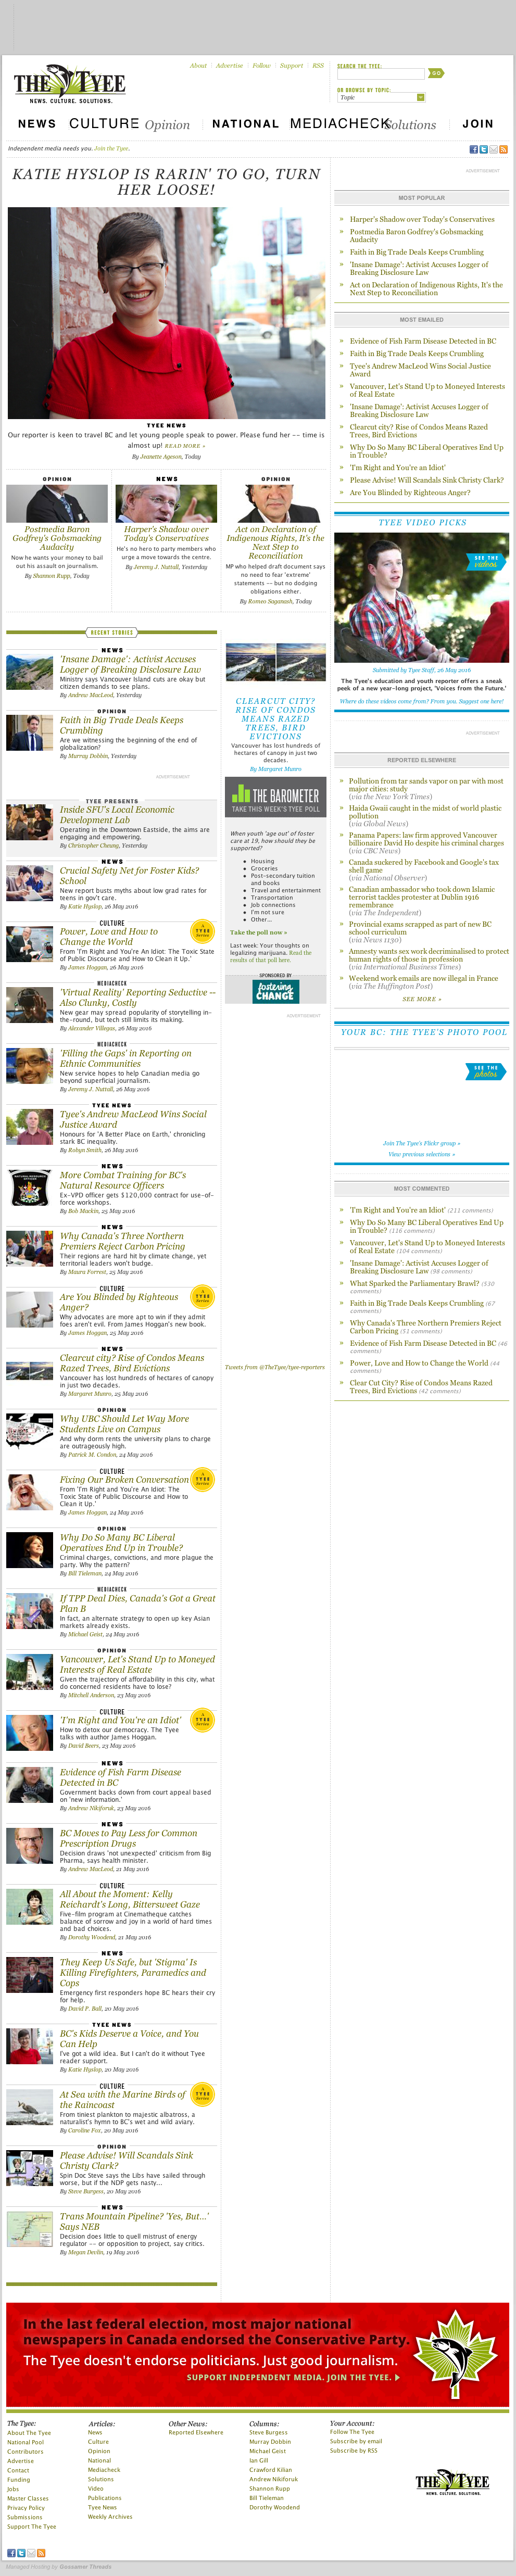 About Advertise Follow Support RSS
SEARCH THE TYEE:
GO
THE TYEE
NEWS. CULTURE. SOLUTIONS.
OR BROWSE BY TOPIC:
Topic
NEWS CULTURE Opinion NATIONAL MEDIACHECK Solutions JOIN
Independent media needs you. Join the Tyee.
KATIE HYSLOP IS RARIN' TO GO, TURN
HER LOOSE!
TYEE NEWS
Our reporter is keen to travel BC and let young people speak to power. Please help her -- time is
almost up! READ MORE »
By Jeanette Ageson, Today
OPINION
Postmedia Baron
Godfrey's Gobsmacking
Audacity
Now he wants your money to bail
out his assault on journalism.
By Shannon Rupp, Today
NEWS
Harper's Shadow over
Today's Conservatives
He's no hero to party members who
urge a move towards the centre.
By Jeremy J. Nuttall, Yesterday
OPINION
Act on Declaration of
Indigenous Rights, It's the
Next Step to
Reconciliation
MP who helped draft document says
no need to fear 'extreme'
statements -- but no dodging
obligations either.
By Romeo Saganash, Today
RECENT STORIES
NEWS
'Insane Damage': Activist Accuses
Logger of Breaking Disclosure Law
Ministry says Vancouver Island cuts are okay but
citizen demands to see plans.
By Andrew MacLeod, Yesterday
OPINION
Faith in Big Trade Deals Keeps
Crumbling
Are we witnessing the beginning of the end of
globalization?
By Murray Dobbin, Yesterday
ADVERTISEMENT
TYEE PRESENTS
Inside SFU's Local Economic
Development Lab
Operating in the Downtown Eastside, the aims are
engaging and empowering.
By Christopher Cheung, Yesterday
NEWS
Crucial Safety Net for Foster Kids?
School
Report busts myths about low grad rates for
teens in gov't care.
By Katie Hyslop, 26 May 2016
CULTURE
Power, Love and How to
Change the World
From 'I'm Right and You're An Idiot: The Toxic State
of Public Discourse and How to Clean it Up.'
By James Hoggan, 26 May 2016
A TYEE Series
MEDIACHECK
'Virtual Reality' Reporting Seductive --
Also Clunky, Costly
New gear may spread popularity of storytelling in-
the-round, but tech still limits its making.
By Alexander Villegas, 26 May 2016
MEDIACHECK
'Filling the Gaps' in Reporting on
Ethnic Communities
New service hopes to help Canadian media go
beyond superficial journalism.
By Jeremy J. Nuttall, 26 May 2016
TYEE NEWS
Tyee's Andrew MacLeod Wins Social
Justice Award
Honours for 'A Better Place on Earth,' chronicling
stark BC inequality.
By Robyn Smith, 26 May 2016
NEWS
More Combat Training for BC's
Natural Resource Officers
Ex-VPD officer gets $120,000 contract for use-of-
force workshops.
By Bob Mackin, 25 May 2016
NEWS
Why Canada's Three Northern
Premiers Reject Carbon Pricing
Their regions are hard hit by climate change, yet
territorial leaders won't budge.
By Maura Forrest, 25 May 2016
CULTURE
Are You Blinded by Righteous
Anger?
Why advocates are more apt to win if they admit
foes aren't evil. From James Hoggan's new book.
By James Hoggan, 25 May 2016
A TYEE Series
NEWS
Clearcut city? Rise of Condos Means
Razed Trees, Bird Evictions
Vancouver has lost hundreds of hectares of canopy
in just two decades.
By Margaret Munro, 25 May 2016
OPINION
Why UBC Should Let Way More
Students Live on Campus
And why dorm rents the university plans to charge
are outrageously high.
By Patrick M. Condon, 24 May 2016
CULTURE
Fixing Our Broken Conversation
From 'I'm Right and You're An Idiot: The
Toxic State of Public Discourse and How to
Clean it Up.'
By James Hoggan, 24 May 2016
A TYEE Series
OPINION
Why Do So Many BC Liberal
Operatives End Up in Trouble?
Criminal charges, convictions, and more plague the
party. Why the pattern?
By Bill Tieleman, 24 May 2016
MEDIACHECK
If TPP Deal Dies, Canada's Got a Great
Plan B
In fact, an alternate strategy to open up key Asian
markets already exists.
By Michael Geist, 24 May 2016
OPINION
Vancouver, Let's Stand Up to Moneyed
Interests of Real Estate
Given the trajectory of affordability in this city, what
do concerned residents have to lose?
By Mitchell Anderson, 23 May 2016
CULTURE
'I'm Right and You're an Idiot'
How to detox our democracy. The Tyee
talks with author James Hoggan.
By David Beers, 23 May 2016
A TYEE Series
NEWS
Evidence of Fish Farm Disease
Detected in BC
Government backs down from court appeal based
on 'new information.'
By Andrew Nikiforuk, 23 May 2016
NEWS
BC Moves to Pay Less for Common
Prescription Drugs
Decision draws 'not expected' criticism from Big
Pharma, says health minister.
By Andrew MacLeod, 21 May 2016
CULTURE
All About the Moment: Kelly
Reichardt's Long, Bittersweet Gaze
Five-film program at Cinematheque catches
balance of sorrow and joy in a world of hard times
and bad choices.
By Dorothy Woodend, 21 May 2016
NEWS
They Keep Us Safe, but 'Stigma' Is
Killing Firefighters, Paramedics and
Cops
Emergency first responders hope BC hears their cry
for help.
By David P. Ball, 20 May 2016
TYEE NEWS
BC's Kids Deserve a Voice, and You
Can Help
I've got a wild idea. But I can't do it without Tyee
reader support.
By Katie Hyslop, 20 May 2016
CULTURE
At Sea with the Marine Birds of
the Raincoast
From tiniest plankton to majestic albatross, a
naturalist's hymn to BC's wet and wild aviary.
By Caroline Fox, 20 May 2016
A TYEE Series
OPINION
Please Advise! Will Scandals Sink
Christy Clark?
Spin Doc Steve says the Libs have sailed through
worse, but if the NDP gets nasty...
By Steve Burgess, 20 May 2016
NEWS
Trans Mountain Pipeline? 'Yes, But...'
Says NEB
Decision does little to quell mistrust of energy
regulator -- or opposition to project, say critics.
By Megan Devlin, 19 May 2016
CLEARCUT CITY?
RISE OF CONDOS
MEANS RAZED
TREES, BIRD
EVICTIONS
Vancouver has lost hundreds of
hectares of canopy in just two
decades.
By Margaret Munro
THE BAROMETER
TAKE THIS WEEK'S TYEE POLL
When youth 'age out' of foster
care at 19, how should they be
supported?
Housing
Groceries
Post-secondary tuition
and books
Travel and entertainment
Transportation
Job connections
I'm not sure
Other...
Take the poll now »
Last week: Your thoughts on
legalizing marijuana. Read the
results of that poll here.
SPONSORED BY
fostering
CHANGE
ADVERTISEMENT
Tweets from @TheTyee/tyee-reporters
ADVERTISEMENT
MOST POPULAR
Harper's Shadow over Today's Conservatives
Postmedia Baron Godfrey's Gobsmacking
Audacity
Faith in Big Trade Deals Keeps Crumbling
'Insane Damage': Activist Accuses Logger of
Breaking Disclosure Law
Act on Declaration of Indigenous Rights, It's the
Next Step to Reconciliation
MOST EMAILED
Evidence of Fish Farm Disease Detected in BC
Faith in Big Trade Deals Keeps Crumbling
Tyee's Andrew MacLeod Wins Social Justice
Award
Vancouver, Let's Stand Up to Moneyed Interests
of Real Estate
'Insane Damage': Activist Accuses Logger of
Breaking Disclosure Law
Clearcut city? Rise of Condos Means Razed
Trees, Bird Evictions
Why Do So Many BC Liberal Operatives End Up
in Trouble?
'I'm Right and You're an Idiot'
Please Advise! Will Scandals Sink Christy Clark?
Are You Blinded by Righteous Anger?
TYEE VIDEO PICKS
SEE THE
videos
Submitted by Tyee Staff, 26 May 2016
The Tyee's education and youth reporter offers a sneak
peek of a new year-long project, 'Voices from the Future.'
Where do these videos come from? From you. Suggest one here!
ADVERTISEMENT
REPORTED ELSEWHERE
Pollution from tar sands vapor on par with most
major cities: study
(via the New York Times)
Haida Gwaii caught in the midst of world plastic
pollution
(via Global News)
Panama Papers: law firm approved Vancouver
billionaire David Ho despite his criminal charges
(via CBC News)
Canada suckered by Facebook and Google's tax
shell game
(via National Observer)
Canadian ambassador who took down Islamic
terrorist tackles protester at Dublin 1916
remembrance
(via The Independent)
Provincial exams scrapped as part of new BC
school curriculum
(via News 1130)
Amnesty wants sex work decriminalised to protect
human rights of those in profession
(via International Business Times)
Weekend work emails are now illegal in France
(via The Huffington Post)
SEE MORE »
YOUR BC: THE TYEE'S PHOTO POOL
SEE THE
photos
Join The Tyee's Flickr group »
View previous selections »
MOST COMMENTED
'I'm Right and You're an Idiot' (211 comments)
Why Do So Many BC Liberal Operatives End Up
in Trouble? (116 comments)
Vancouver, Let's Stand Up to Moneyed Interests
of Real Estate (104 comments)
'Insane Damage': Activist Accuses Logger of
Breaking Disclosure Law (98 comments)
What Sparked the Parliamentary Brawl? (530
comments)
Faith in Big Trade Deals Keeps Crumbling (67
comments)
Why Canada's Three Northern Premiers Reject
Carbon Pricing (51 comments)
Evidence of Fish Farm Disease Detected in BC (46
comments)
Power, Love and How to Change the World (44
comments)
Clear Cut City? Rise of Condos Means Razed
Trees, Bird Evictions (42 comments)
In the last federal election, most major national
newspapers in Canada endorsed the Conservative Party.
The Tyee doesn't endorse politicians. Just good journalism.
SUPPORT INDEPENDENT MEDIA. JOIN THE TYEE.
The Tyee:
About The Tyee
National Pool
Contributors
Advertise
Contact
Funding
Jobs
Master Classes
Privacy Policy
Submissions
Support The Tyee
Articles:
News
Culture
Opinion
National
Mediacheck
Solutions
Video
Publications
Tyee News
Weekly Archives
Other News:
Reported Elsewhere
Columns:
Steve Burgess
Murray Dobbin
Michael Geist
Ian Gill
Crawford Kilian
Andrew Nikiforuk
Shannon Rupp
Bill Tieleman
Dorothy Woodend
Your Account:
Follow The Tyee
Subscribe by email
Subscribe by RSS
THE TYEE
NEWS. CULTURE. SOLUTIONS.
Managed Hosting by Gossamer Threads